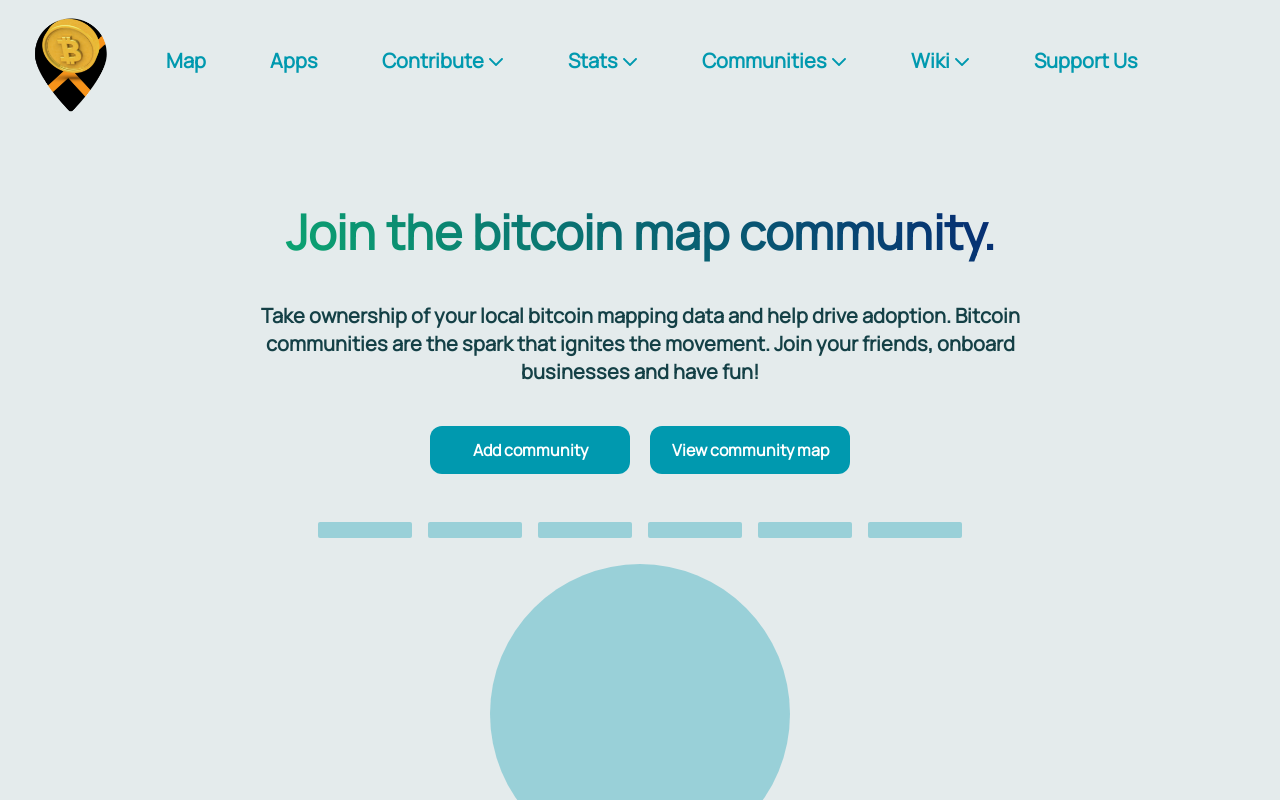 Map
Apps
Contribute
Stats
Communities
Wiki
Support Us
Join the bitcoin map community.
Take ownership of your local bitcoin mapping data and help drive adoption. Bitcoin
communities are the spark that ignites the movement. Join your friends, onboard
businesses and have fun!
Add community
View community map